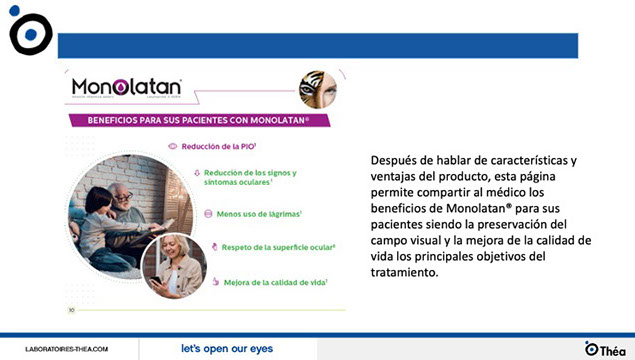 Monolatan®
BENEFICIOS PARA SUS PACIENTES CON MONOLATAN®
Reducción de la PIO¹
Reducción de los signos y
síntomas oculares
Menos uso de lágrimas
Respeto de la superficie ocular
Mejora de la calidad de vida
10
Después de hablar de características y
ventajas del producto, esta página
permite compartir al médico los
beneficios de Monolatan® para sus
pacientes siendo la preservación del
campo visual y la mejora de la calidad de
vida los principales objetivos del
tratamiento.
LABORATOIRES-THEA.COM
let's open our eyes
Théa